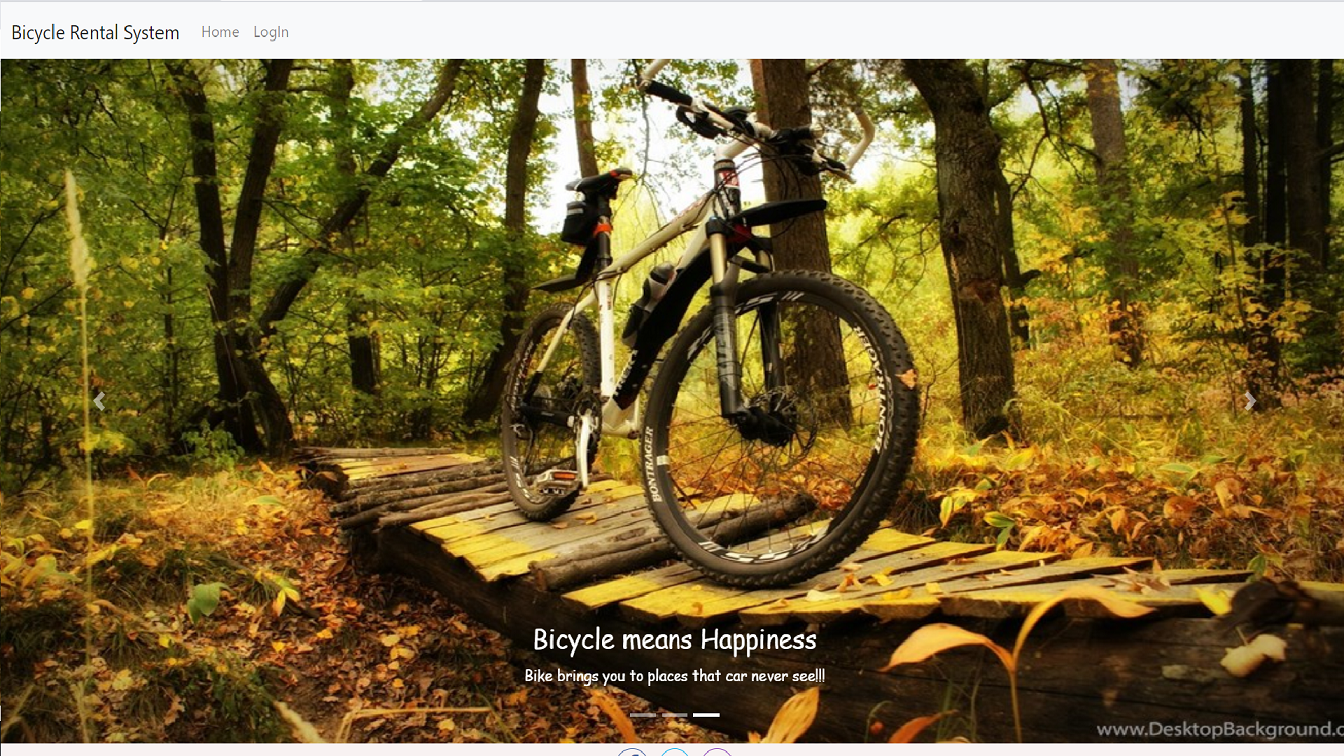 Bicycle Rental System Home LogIn
BONTRAGER
Bicycle means Happiness
Bike brings you to places that car never see!!!
www.DesktopBackground.